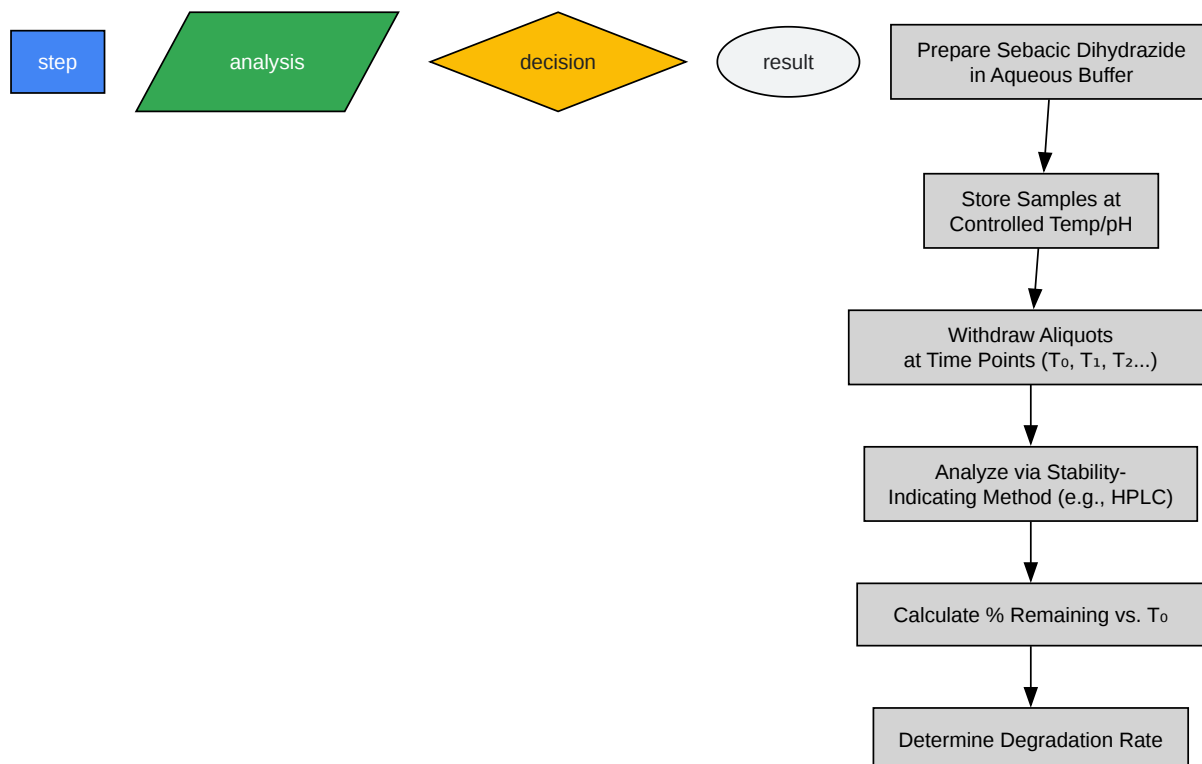 step
analysis
decision
result
Prepare Sebacic Dihydrazide
in Aqueous Buffer
Store Samples at
Controlled Temp/pH
Withdraw Aliquots
at Time Points (T₀, T₁, T₂...)
Analyze via Stability-
Indicating Method (e.g., HPLC)
Calculate % Remaining vs. T₀
Determine Degradation Rate